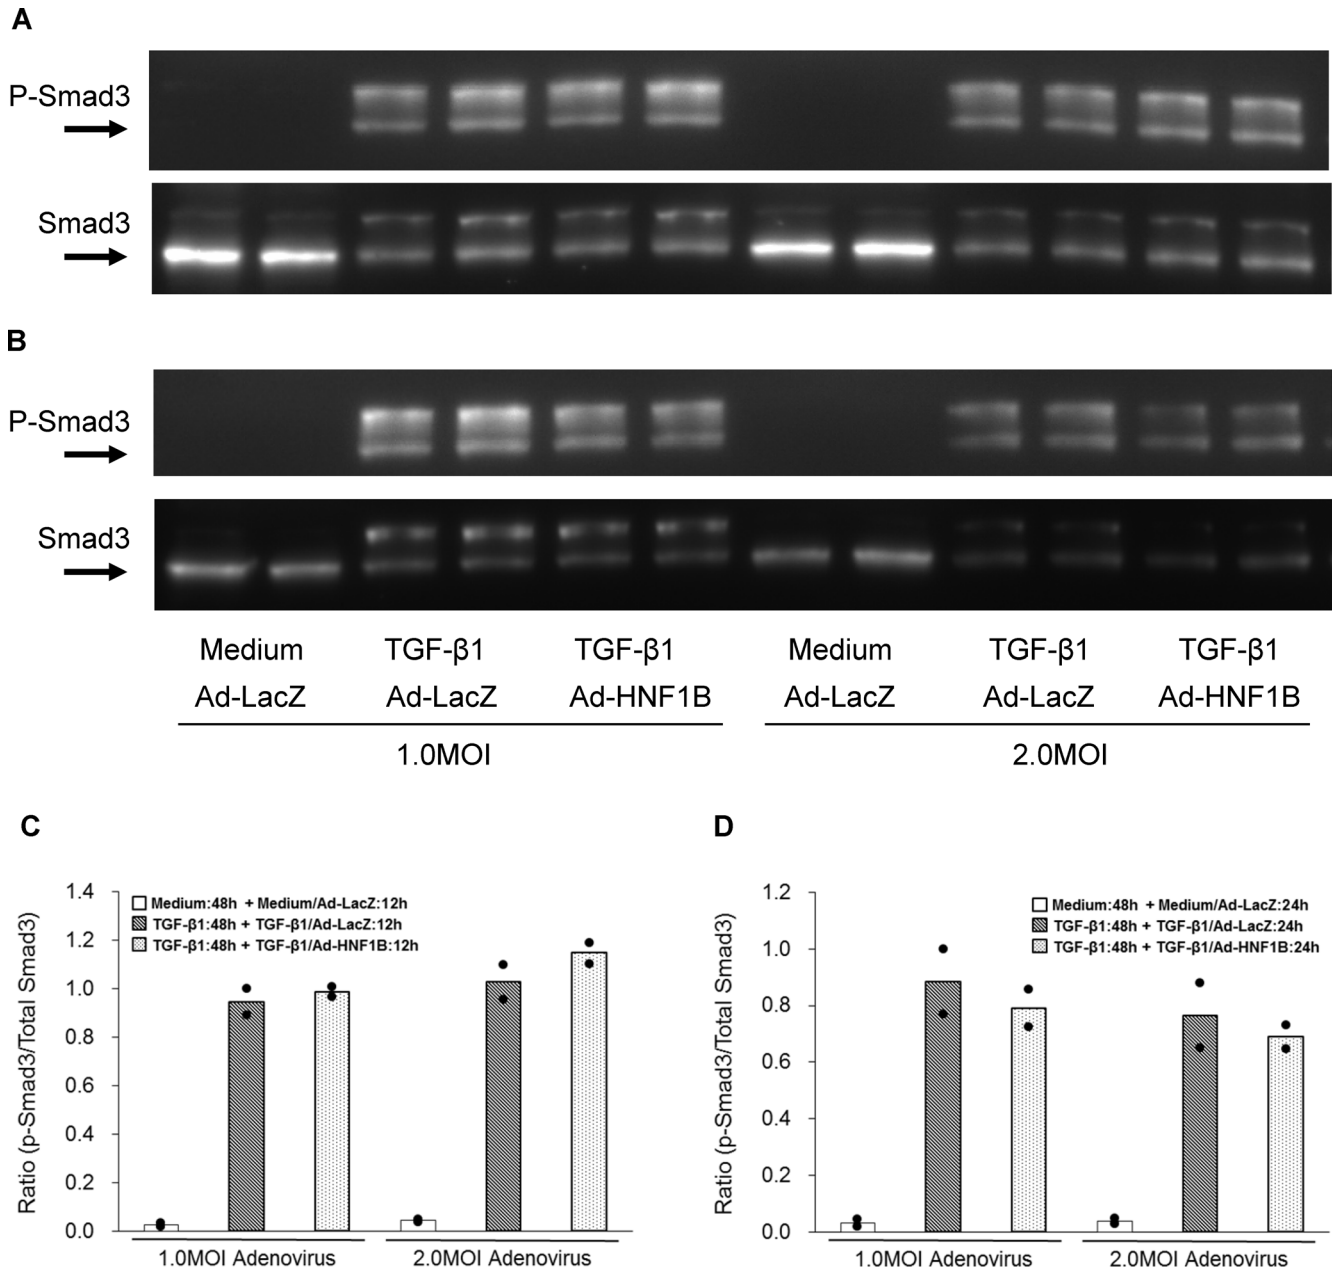 A
P-Smad3
Smad3
B
P-Smad3
Smad3
Medium TGF-β1 TGF-β1 Medium TGF-β1 TGF-β1
Ad-LacZ Ad-LacZ Ad-HNF1B Ad-LacZ Ad-LacZ Ad-HNF1B
1.0MOI 2.0MOI
C
Ratio (p-Smad3/Total Smad3)
1.4
1.2
1.0
0.8
0.6
0.4
0.2
0.0
Medium:48h + Medium/Ad-LacZ:12h
TGF-β1:48h + TGF-β1/Ad-LacZ:12h
TGF-β1:48h + TGF-β1/Ad-HNF1B:12h
1.0MOI Adenovirus 2.0MOI Adenovirus
D
Ratio (p-Smad3/Total Smad3)
1.2
1.0
0.8
0.6
0.4
0.2
0.0
Medium:48h + Medium/Ad-LacZ:24h
TGF-β1:48h + TGF-β1/Ad-LacZ:24h
TGF-β1:48h + TGF-β1/Ad-HNF1B:24h
1.0MOI Adenovirus 2.0MOI Adenovirus